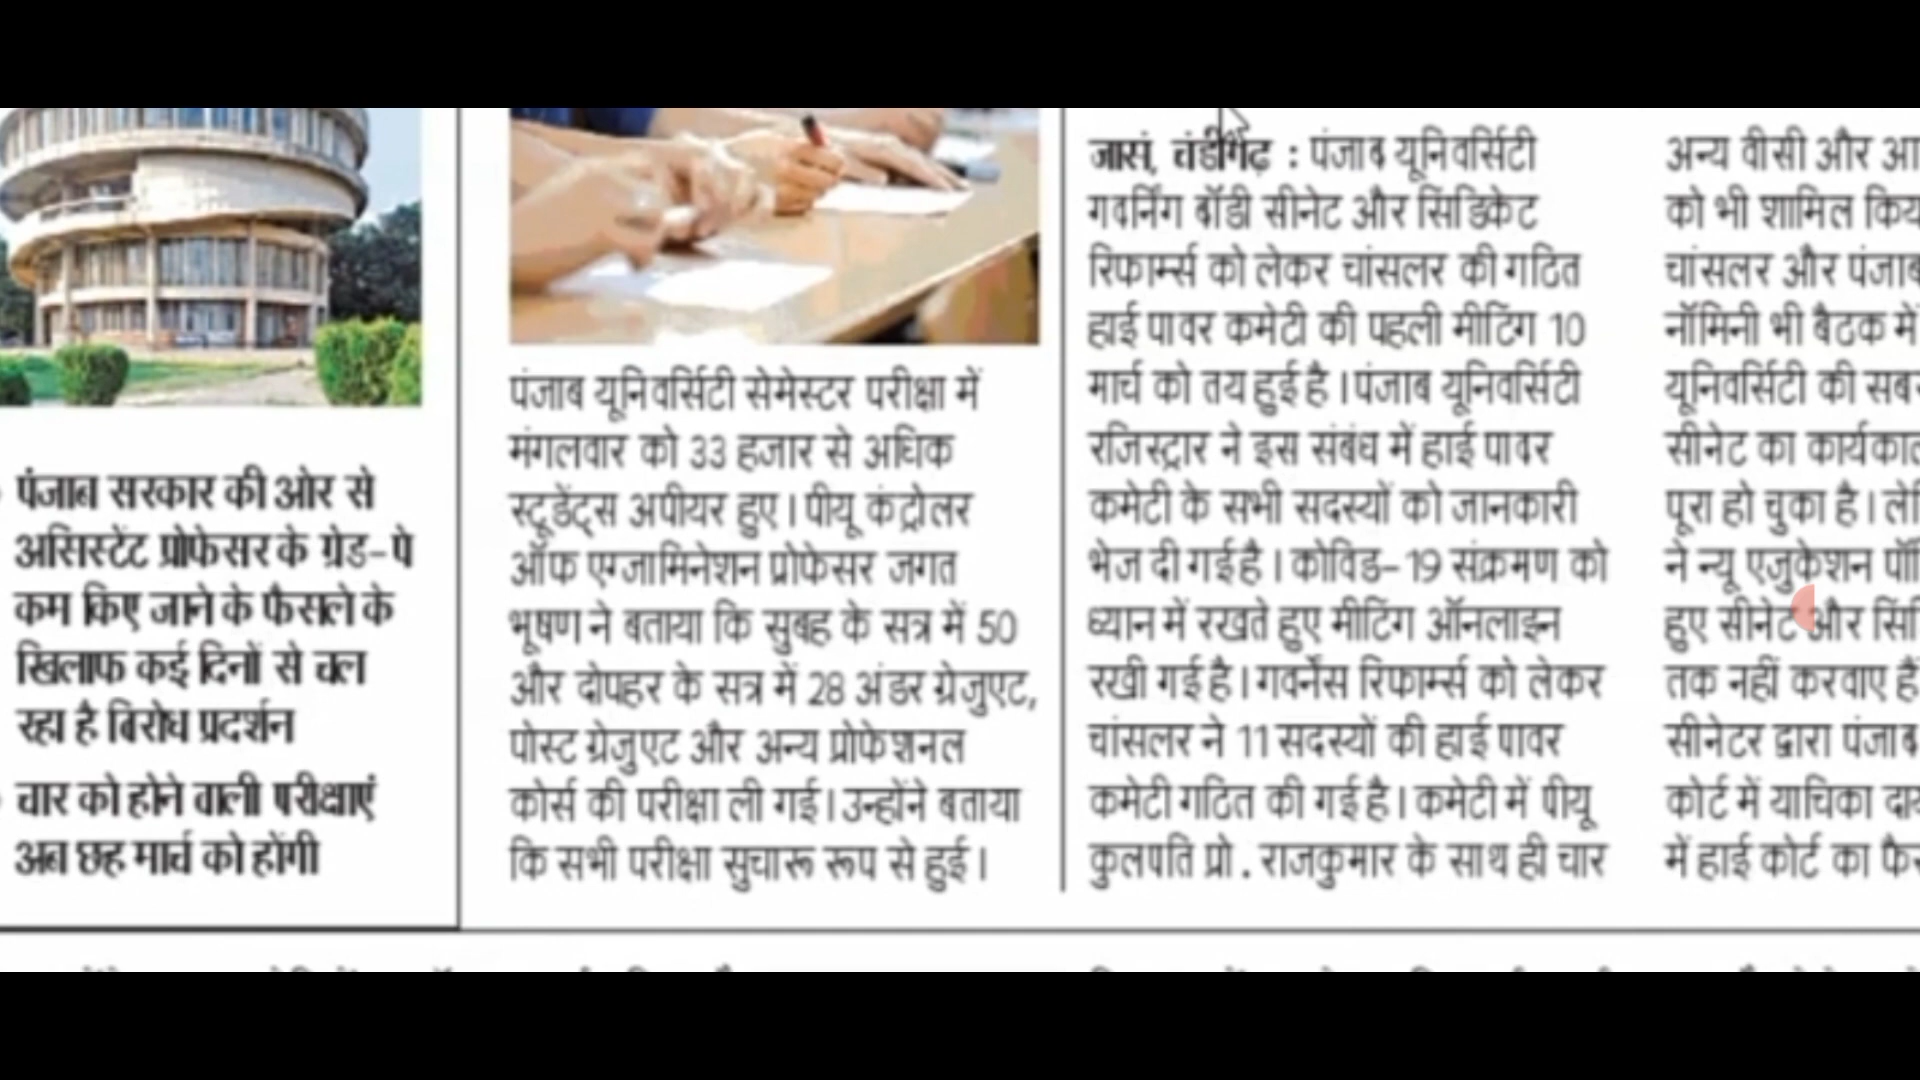 पंजाब सरकार की ओर से
असिस्टेंट प्रोफेसर के ग्रेड-पे
कम किए जाने के फैसले के
खिलाफ कई दिनों से चल
रहा है विरोध प्रदर्शन
चार को होने वाली परीक्षाएं
अब छह मार्च को होंगी
पंजाब यूनिवर्सिटी सेमेस्टर परीक्षा में
मंगलवार को 33 हजार से अधिक
स्टूडेंट्स अपीयर हुए। पीयू कंट्रोलर
ऑफ एग्जामिनेशन प्रोफेसर जगत
भूषण ने बताया कि सुबह के सत्र में 50
और दोपहर के सत्र में 28 अंडर ग्रेजुएट,
पोस्ट ग्रेजुएट और अन्य प्रोफेशनल
कोर्स की परीक्षा ली गई। उन्होंने बताया
कि सभी परीक्षा सुचारू रूप से हुई।
जासं, चंडीगढ़ : पंजाब यूनिवर्सिटी
गवर्निंग बॉडी सीनेट और सिंडिकेट
रिफार्म्स को लेकर चांसलर की गठित
हाई पावर कमेटी की पहली मीटिंग 10
मार्च को तय हुई है। पंजाब यूनिवर्सिटी
रजिस्ट्रार ने इस संबंध में हाई पावर
कमेटी के सभी सदस्यों को जानकारी
भेज दी गई है। कोविड-19 संक्रमण को
ध्यान में रखते हुए मीटिंग ऑनलाइन
रखी गई है। गवर्नेंस रिफार्म्स को लेकर
चांसलर ने 11 सदस्यों की हाई पावर
कमेटी गठित की गई है। कमेटी में पीयू
कुलपति प्रो. राजकुमार के साथ ही चार
अन्य वीसी और
को भी शामिल
चांसलर और पंजाब
नॉमिनी भी बैठक में
यूनिवर्सिटी की
सीनेट का
पूरा हो चुका है।
ने न्यू एजुकेशन
हुए सीनेट और
तक नहीं करवाए हैं
सीनेटर द्वारा पंजाब
कोर्ट में याचिका
में हाई कोर्ट का